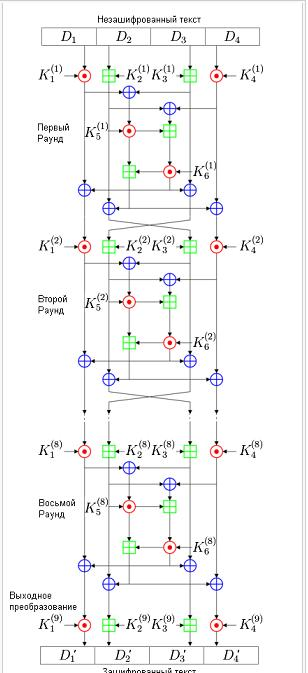 Незашифрованный текст
D₁ D₂ D₃ D₄
K₁⁽¹⁾ K₂⁽¹⁾ K₃⁽¹⁾ K₄⁽¹⁾
Первый
Раунд
K₅⁽¹⁾
K₆⁽¹⁾
K₁⁽²⁾ K₂⁽²⁾ K₃⁽²⁾ K₄⁽²⁾
Второй
Раунд
K₅⁽²⁾
K₆⁽²⁾
K₁⁽⁸⁾ K₂⁽⁸⁾ K₃⁽⁸⁾ K₄⁽⁸⁾
Восьмой
Раунд
K₅⁽⁸⁾
K₆⁽⁸⁾
Выходное
преобразование
K₁⁽⁹⁾ K₂⁽⁹⁾ K₃⁽⁹⁾ K₄⁽⁹⁾
D₁′ D₂′ D₃′ D₄′
Зашифрованный текст